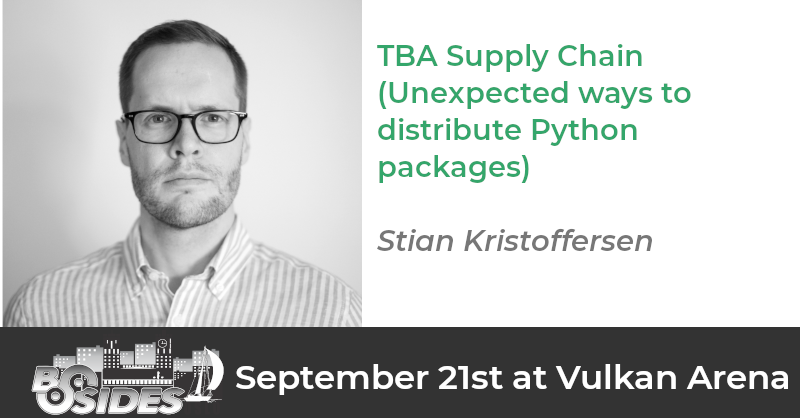 TBA Supply Chain
(Unexpected ways to
distribute Python
packages)
Stian Kristoffersen
BSIDES
September 21st at Vulkan Arena